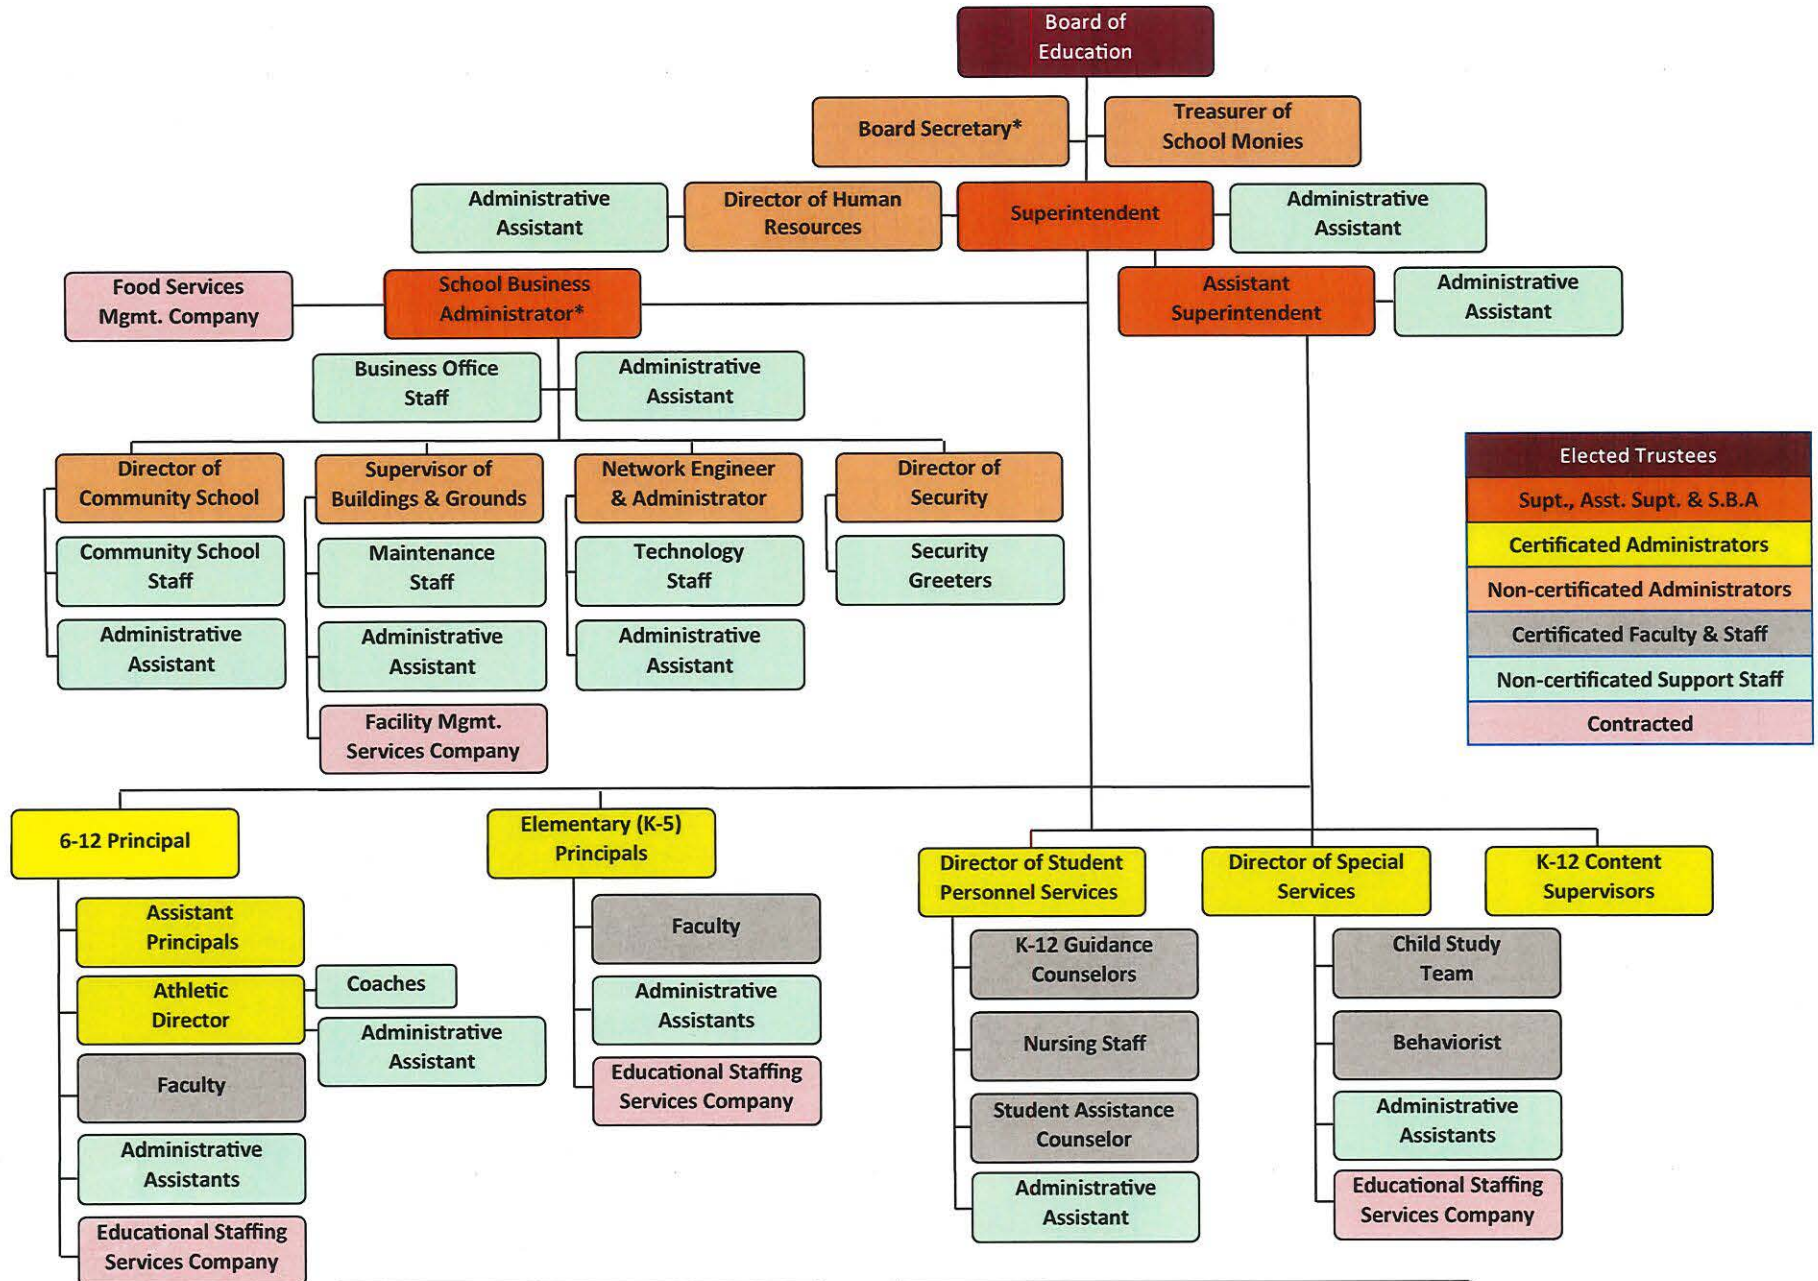 Board of
Education
Board Secretary*
Treasurer of
School Monies
Administrative
Assistant
Director of Human
Resources
Superintendent
Administrative
Assistant
Food Services
Mgmt. Company
School Business
Administrator*
Assistant
Superintendent
Administrative
Assistant
Business Office
Staff
Administrative
Assistant
Director of
Community School
Supervisor of
Buildings & Grounds
Network Engineer
& Administrator
Director of
Security
Community School
Staff
Maintenance
Staff
Technology
Staff
Security
Greeters
Administrative
Assistant
Administrative
Assistant
Administrative
Assistant
Facility Mgmt.
Services Company
Elected Trustees
Supt., Asst. Supt. & S.B.A
Certificated Administrators
Non-certificated Administrators
Certificated Faculty & Staff
Non-certificated Support Staff
Contracted
6-12 Principal
Assistant
Principals
Athletic
Director
Coaches
Administrative
Assistant
Faculty
Administrative
Assistants
Educational Staffing
Services Company
Elementary (K-5)
Principals
Faculty
Administrative
Assistants
Educational Staffing
Services Company
Director of Student
Personnel Services
K-12 Guidance
Counselors
Nursing Staff
Student Assistance
Counselor
Administrative
Assistant
Director of Special
Services
Child Study
Team
Behaviorist
Administrative
Assistants
Educational Staffing
Services Company
K-12 Content
Supervisors